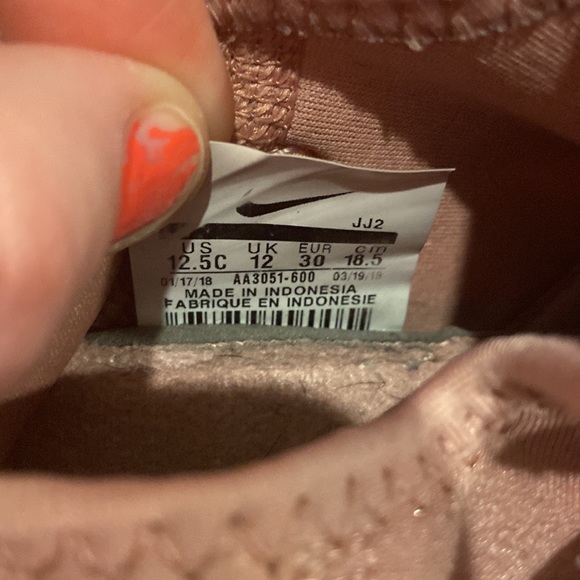 JJ2
US UK EUR cm
12.5C 12 30 18.5
01/17/18 AA3051-600 03/19/18
MADE IN INDONESIA
FABRIQUE EN INDONESIE